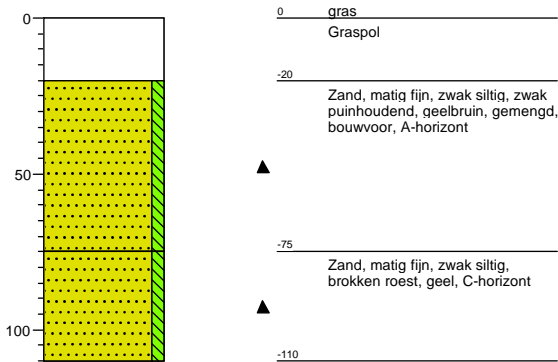 0
50
100
0
gras
Graspol
-20
Zand, matig fijn, zwak siltig, zwak
puinhoudend, geelbruin, gemengd,
bouwvoor, A-horizont
-75
Zand, matig fijn, zwak siltig,
brokken roest, geel, C-horizont
-110